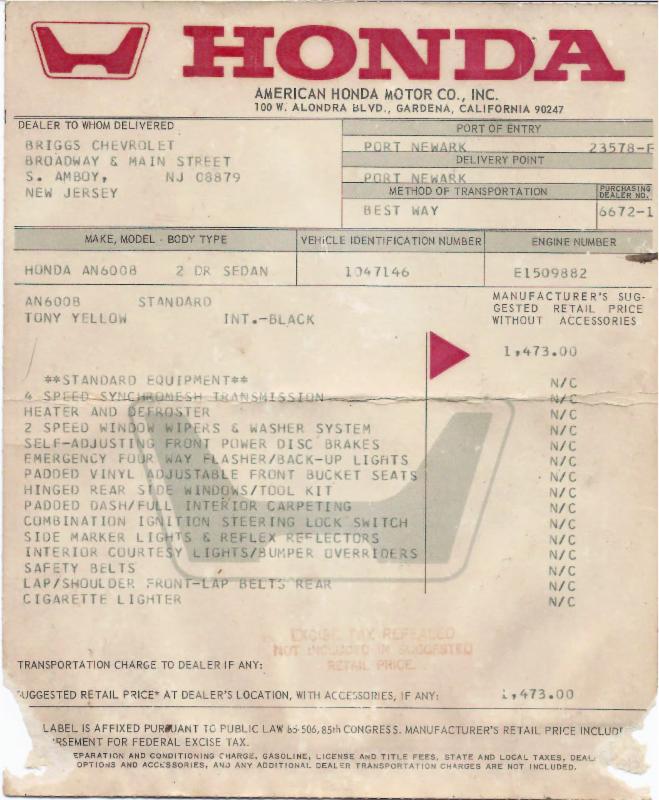 HONDA
AMERICAN HONDA MOTOR CO., INC.
100 W. ALONDRA BLVD., GARDENA, CALIFORNIA 90247
DEALER TO WHOM DELIVERED
BRIGGS CHEVROLET
BROADWAY & MAIN STREET
S. AMBOY, NJ 08879
NEW JERSEY
PORT OF ENTRY
PORT NEWARK 23578-F
DELIVERY POINT
PORT NEWARK
METHOD OF TRANSPORTATION
PURCHASING DEALER NO.
BEST WAY 6672-1
MAKE, MODEL - BODY TYPE VEHICLE IDENTIFICATION NUMBER ENGINE NUMBER
HONDA AN600B 2 DR SEDAN 1047146 E1509882
AN600B STANDARD
TONY YELLOW INT.-BLACK
MANUFACTURER'S SUG-
GESTED RETAIL PRICE
WITHOUT ACCESSORIES
1,473.00
**STANDARD EQUIPMENT** N/C
4 SPEED SYNCHROMESH TRANSMISSION N/C
HEATER AND DEFROSTER N/C
2 SPEED WINDOW WIPERS & WASHER SYSTEM N/C
SELF-ADJUSTING FRONT POWER DISC BRAKES N/C
EMERGENCY FOUR WAY FLASHER/BACK-UP LIGHTS N/C
PADDED VINYL ADJUSTABLE FRONT BUCKET SEATS N/C
HINGED REAR SIDE WINDOWS/TOOL KIT N/C
PADDED DASH/FULL INTERIOR CARPETING N/C
COMBINATION IGNITION STEERING LOCK SWITCH N/C
SIDE MARKER LIGHTS & REFLEX REFLECTORS N/C
INTERIOR COURTESY LIGHTS/BUMPER OVERRIDERS N/C
SAFETY BELTS N/C
LAP/SHOULDER FRONT-LAP BELTS REAR N/C
CIGARETTE LIGHTER N/C
EXCISE TAX REPEALED
NOT INCLUDED IN SUGGESTED
RETAIL PRICE
TRANSPORTATION CHARGE TO DEALER IF ANY:
SUGGESTED RETAIL PRICE* AT DEALER'S LOCATION, WITH ACCESSORIES, IF ANY: 1,473.00
LABEL IS AFFIXED PURSUANT TO PUBLIC LAW 85-506, 85th CONGRESS. MANUFACTURER'S RETAIL PRICE INCLUD
URSEMENT FOR FEDERAL EXCISE TAX.
EPARATION AND CONDITIONING CHARGE, GASOLINE, LICENSE AND TITLE FEES, STATE AND LOCAL TAXES, DEAL
OPTIONS AND ACCESSORIES, AND ANY ADDITIONAL DEALER TRANSPORTATION CHARGES ARE NOT INCLUDED.